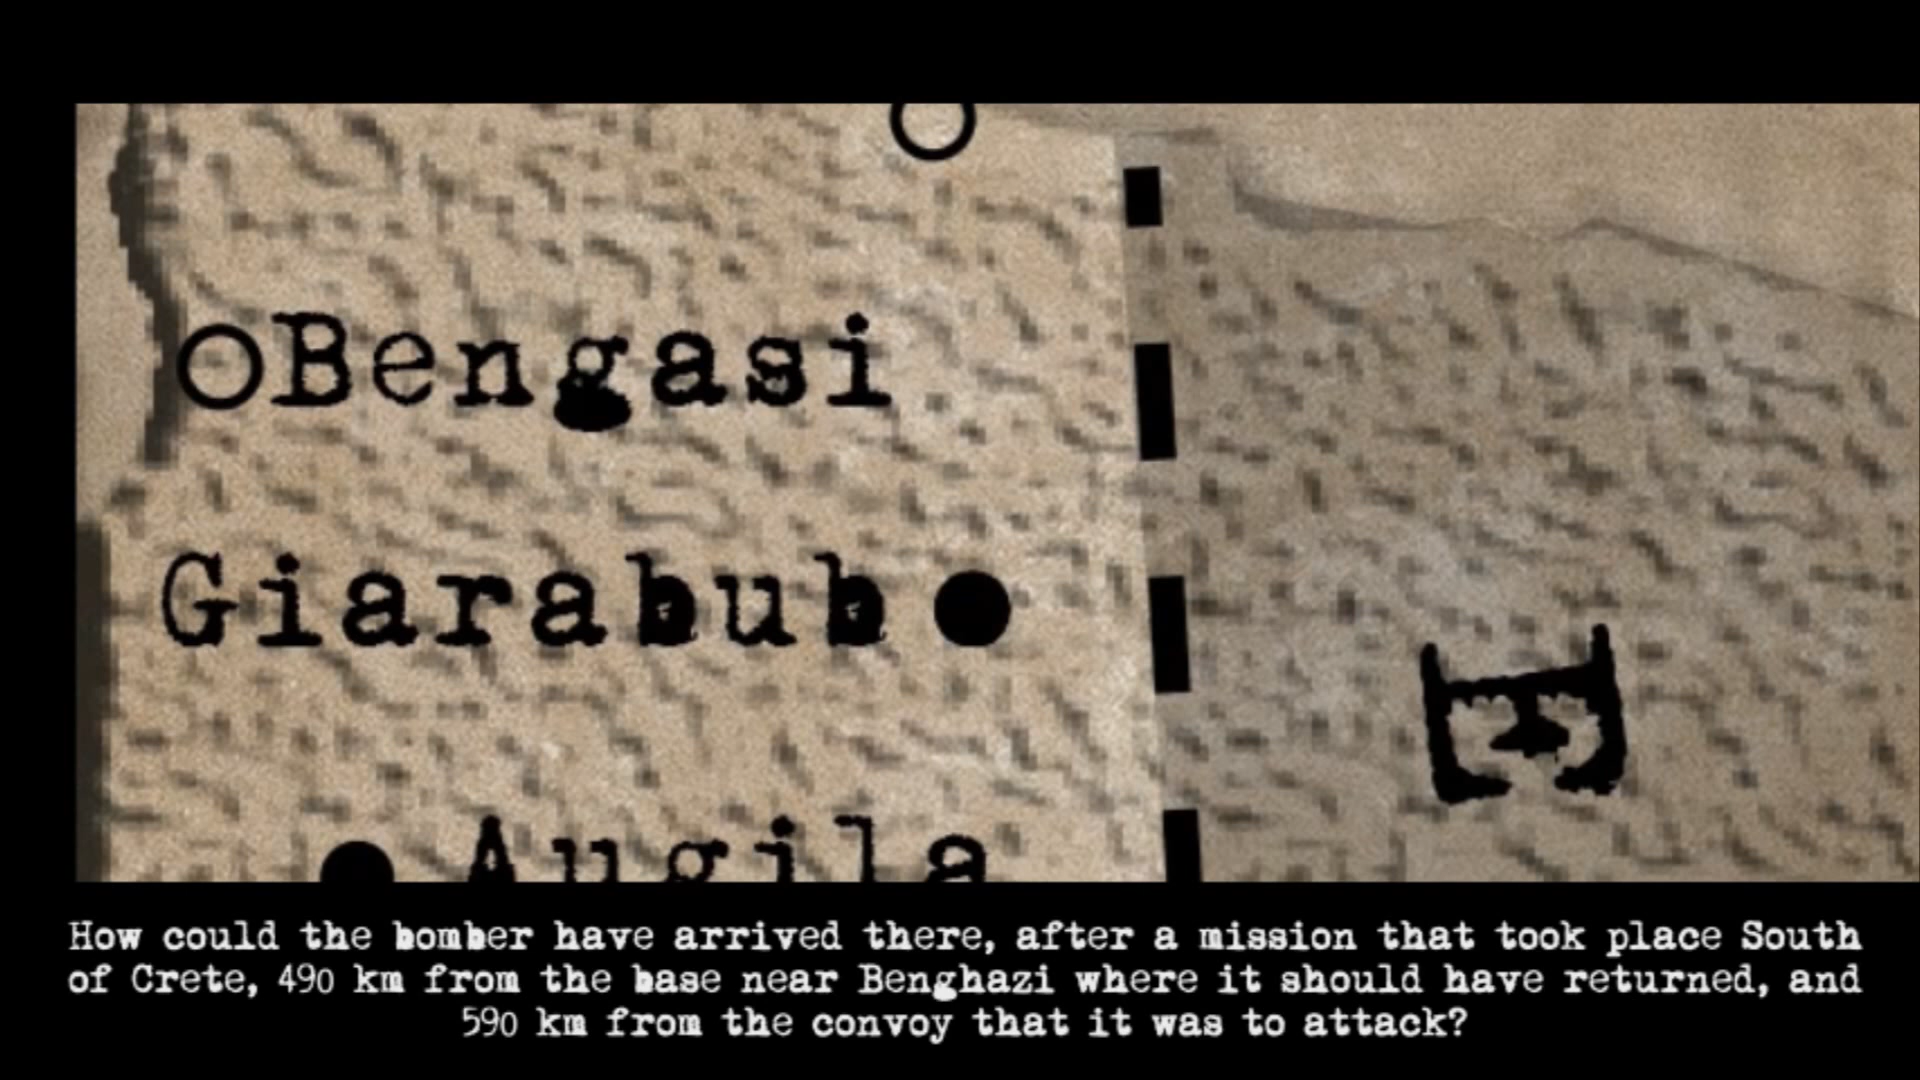 Bengasi
Giarabub
Augila
How could the bomber have arrived there, after a mission that took place South
of Crete, 490 km from the base near Benghazi where it should have returned, and
590 km from the convoy that it was to attack?